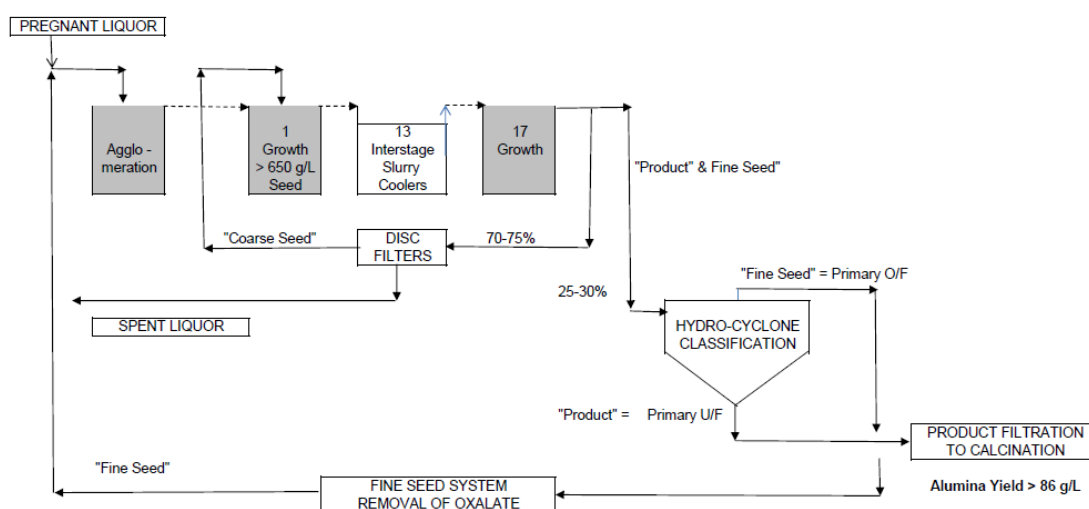 PREGNANT LIQUOR
Agglo -
meration
1
Growth
> 650 g/L
Seed
13
Interstage
Slurry
Coolers
17
Growth
"Product" & Fine Seed"
"Coarse Seed"
DISC
FILTERS
70-75%
"Fine Seed" = Primary O/F
25-30%
SPENT LIQUOR
HYDRO-CYCLONE
CLASSIFICATION
"Product" = Primary U/F
PRODUCT FILTRATION
TO CALCINATION
"Fine Seed"
FINE SEED SYSTEM
REMOVAL OF OXALATE
Alumina Yield > 86 g/L